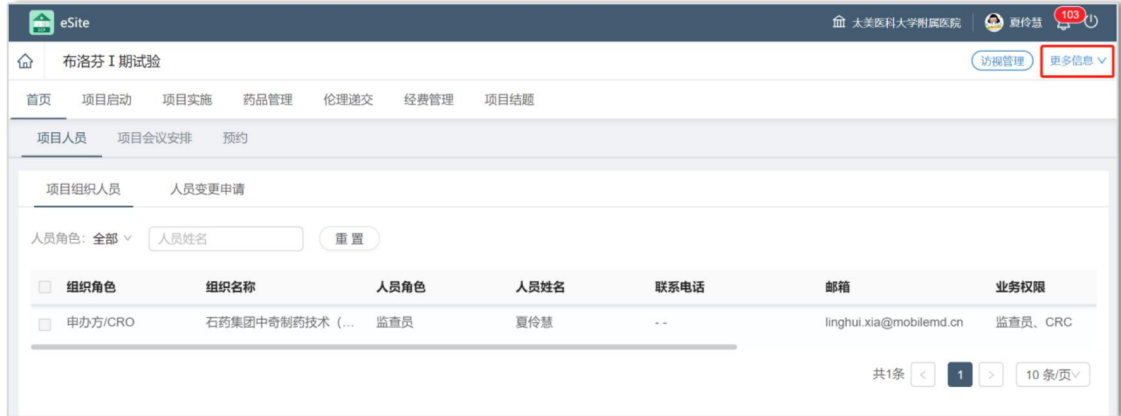 eSite 太美医科大学附属医院 夏伶慧 103
布洛芬 I 期试验 访视管理 更多信息
首页 项目启动 项目实施 药品管理 伦理递交 经费管理 项目结题
项目人员 项目会议安排 预约
项目组织人员 人员变更申请
人员角色: 全部 人员姓名 重 置
组织角色 组织名称 人员角色 人员姓名 联系电话 邮箱 业务权限
申办方/CRO 石药集团中奇制药技术（... 监查员 夏伶慧 - - linghui.xia@mobilemd.cn 监查员、CRC
共1条 < 1 > 10 条/页